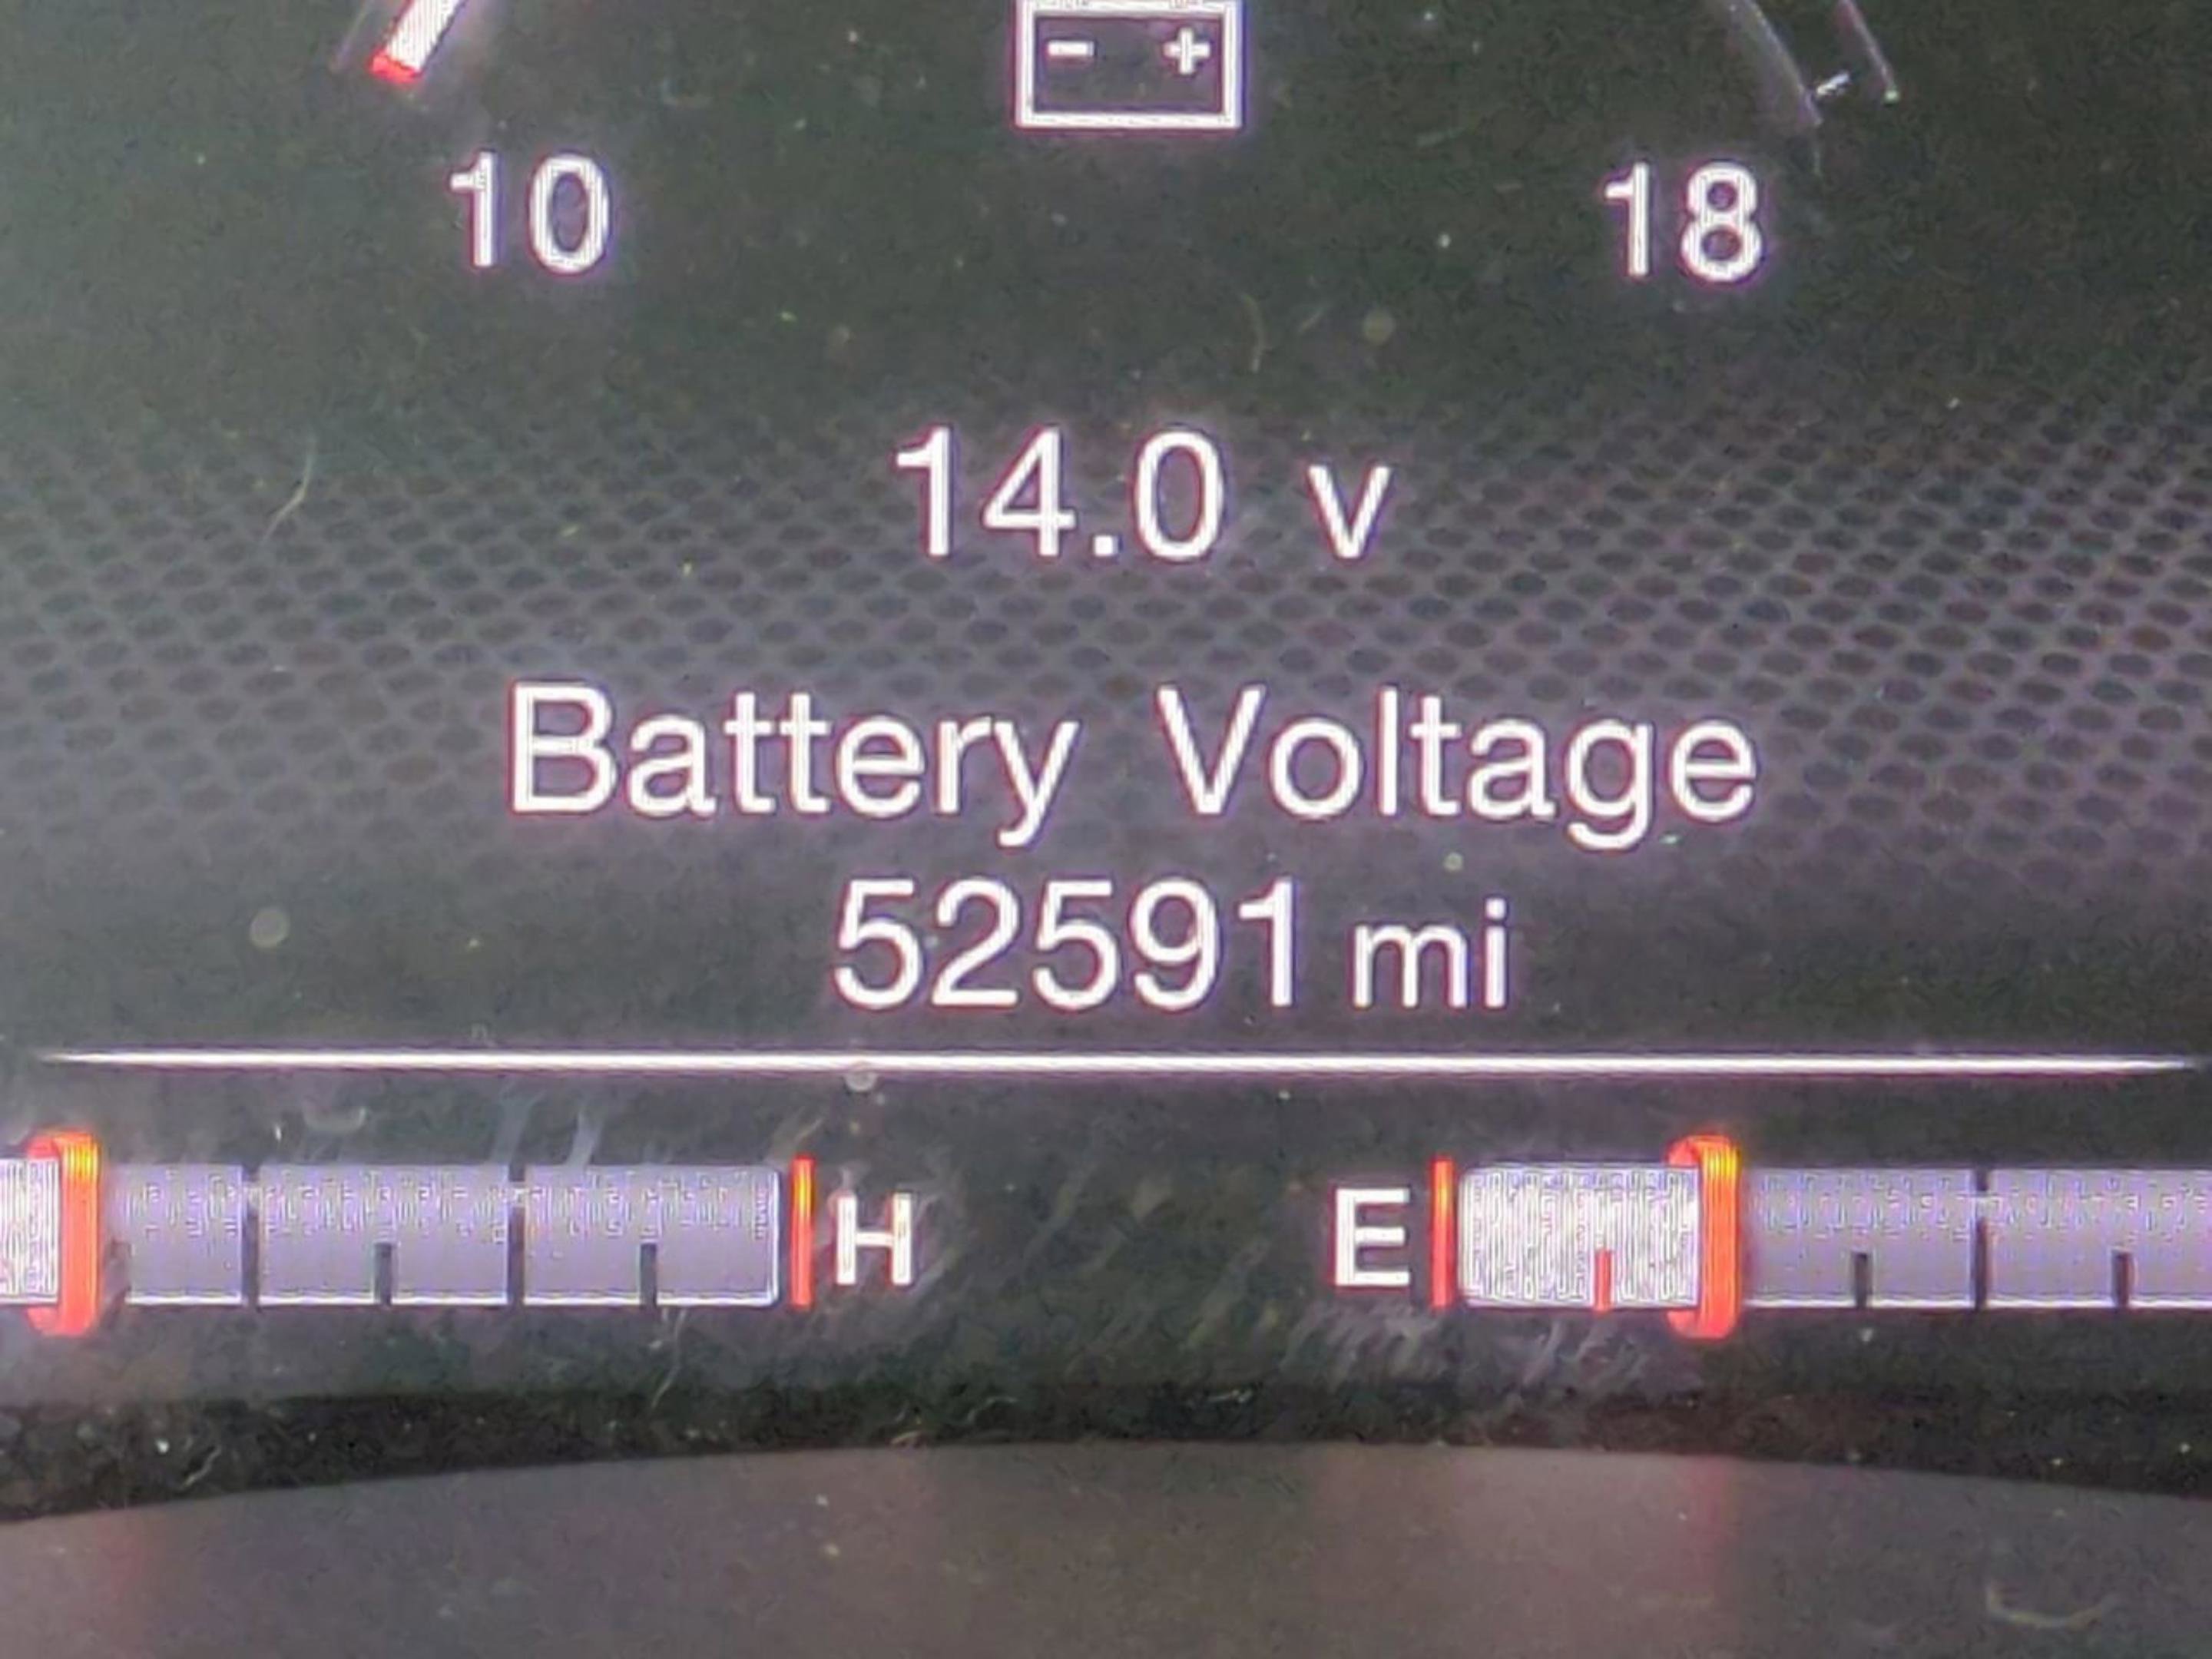 - +
10 18
14.0 v
Battery Voltage
52591 mi
H E